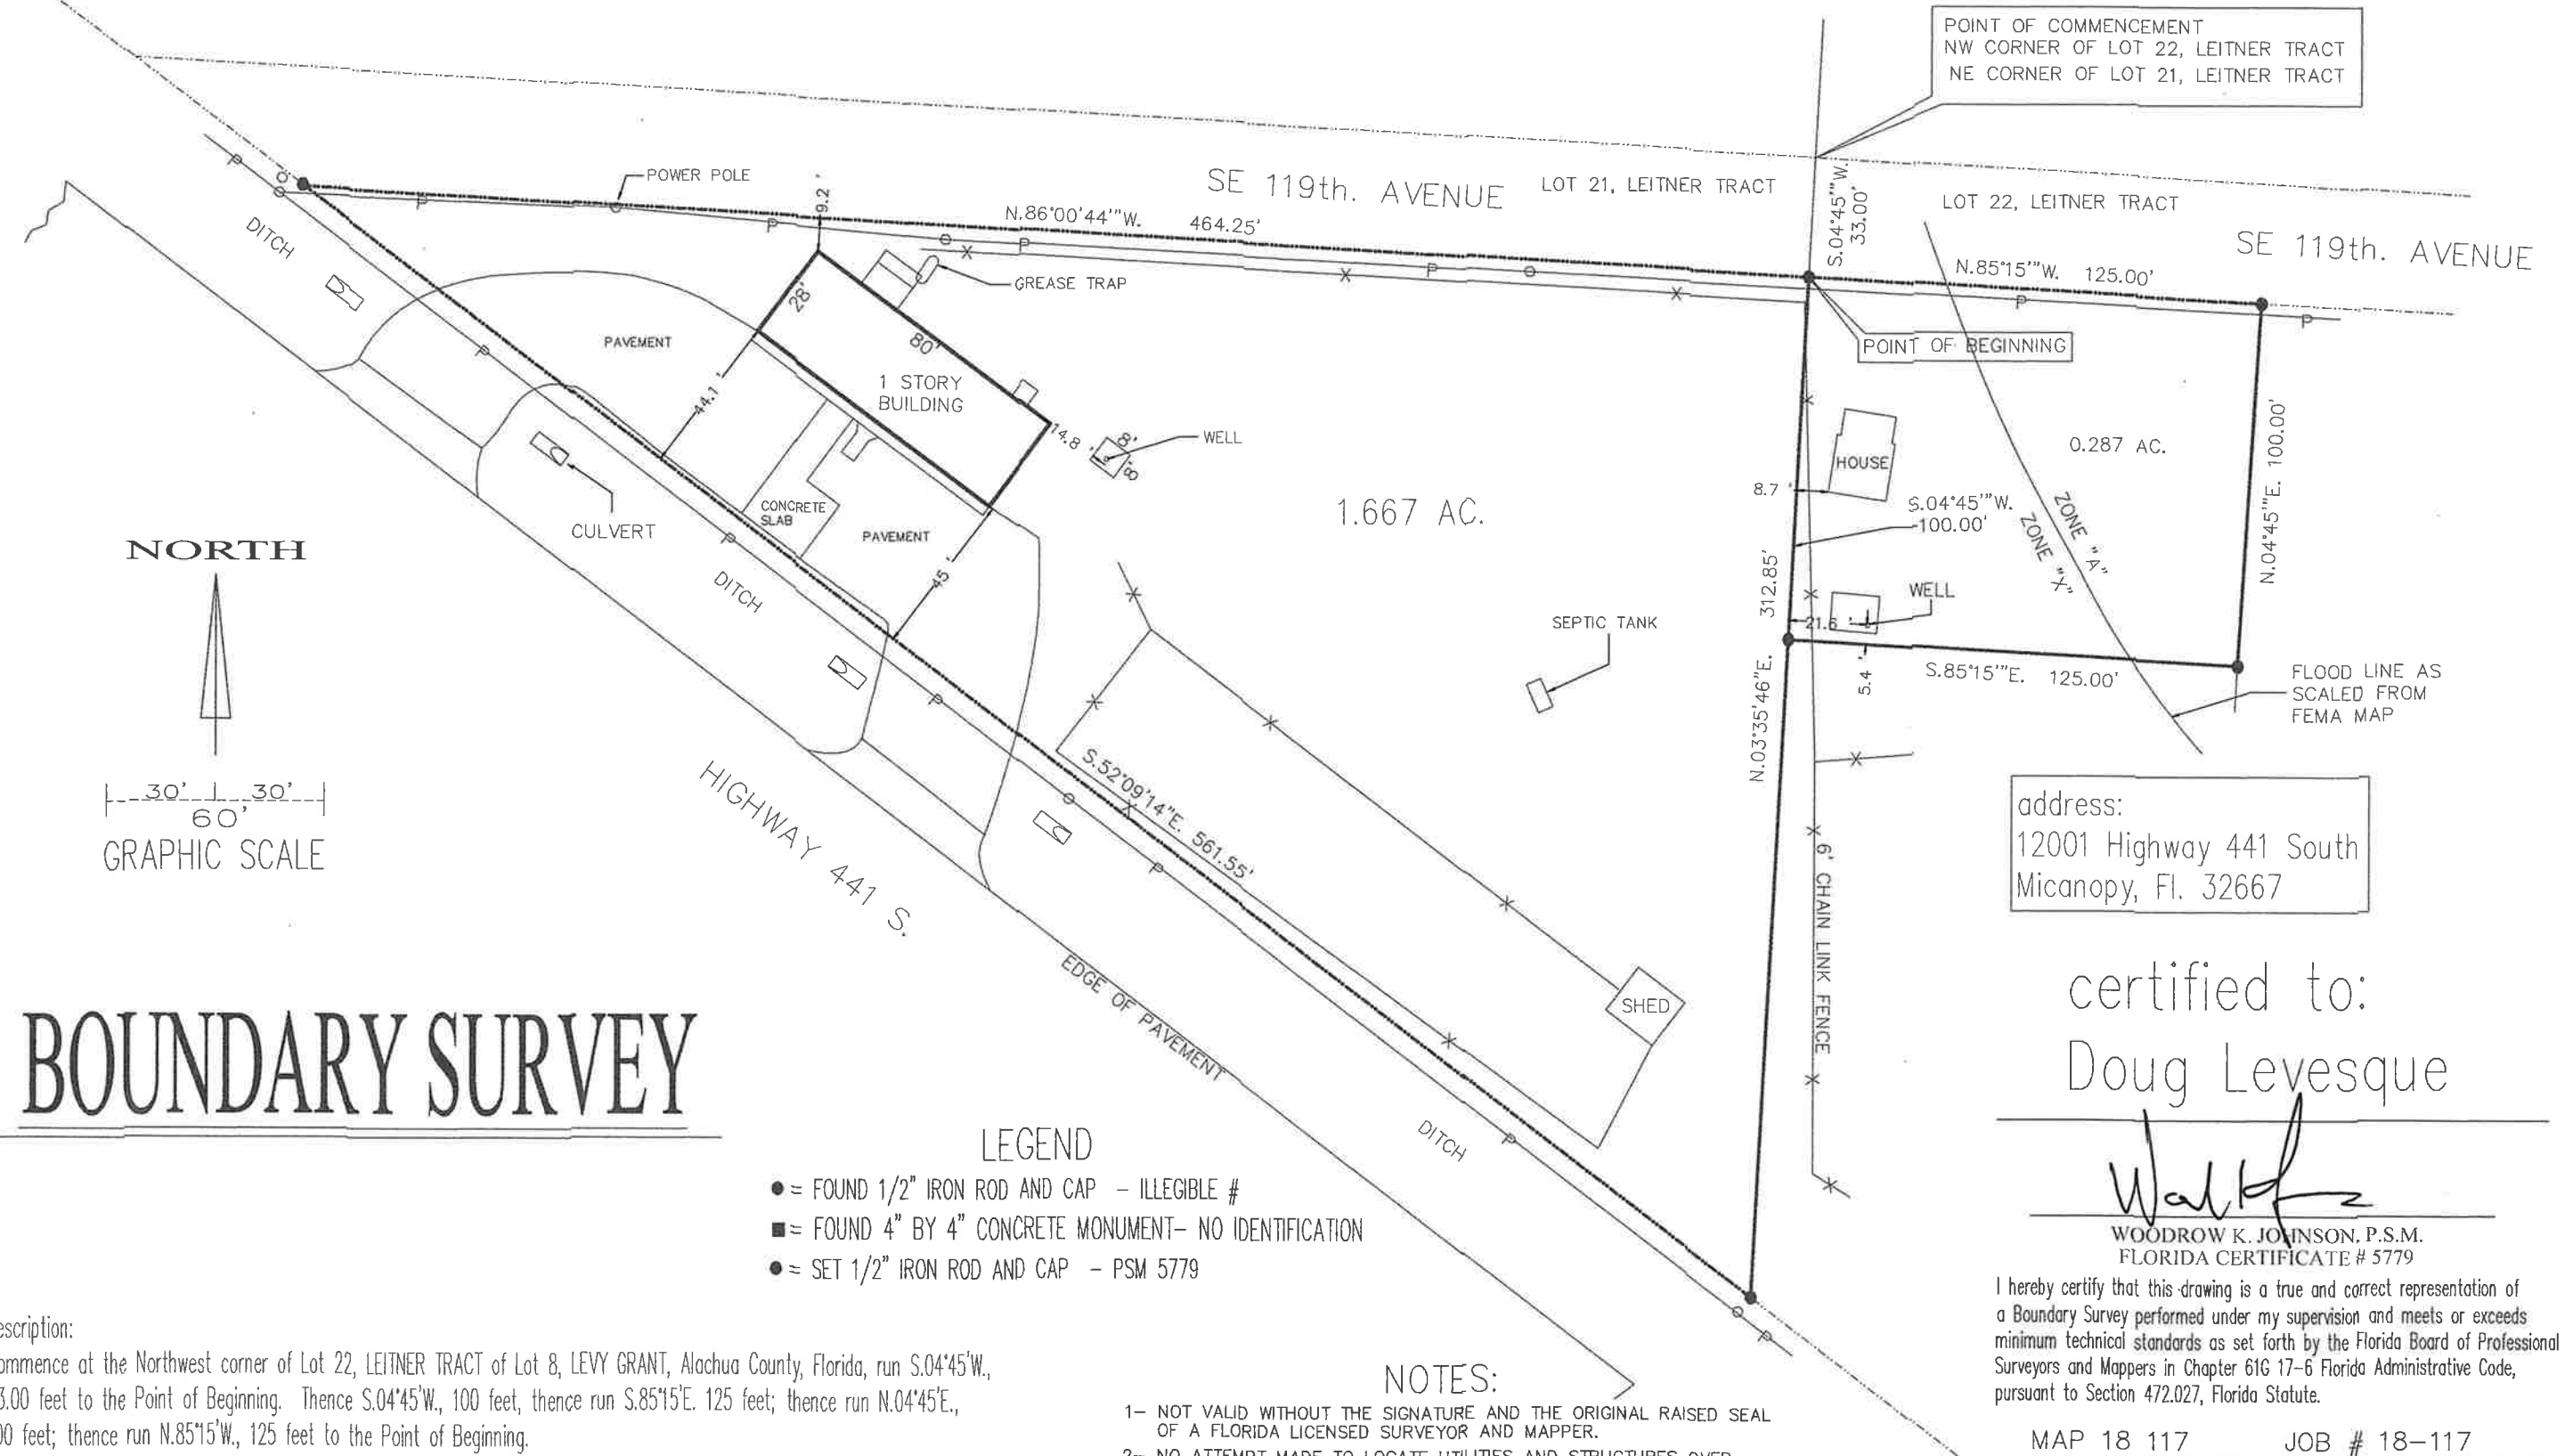 POINT OF COMMENCEMENT
NW CORNER OF LOT 22, LEITNER TRACT
NE CORNER OF LOT 21, LEITNER TRACT
POWER POLE
9.2 '
SE 119th. AVENUE
LOT 21, LEITNER TRACT
S.04°45'"W.
33.00'
LOT 22, LEITNER TRACT
SE 119th. AVENUE
N.86°00'44'"W. 464.25'
N.85°15'"W. 125.00'
DITCH
GREASE TRAP
28'
80'
PAVEMENT
1 STORY
BUILDING
44.1 '
14.8 '
8'
8'
WELL
POINT OF BEGINNING
HOUSE
0.287 AC.
N.04°45'"E. 100.00'
8.7 '
S.04°45'"W.
100.00'
ZONE "A"
ZONE "X"
1.667 AC.
CULVERT
CONCRETE
SLAB
PAVEMENT
45 '
DITCH
NORTH
30' 30'
60'
GRAPHIC SCALE
SEPTIC TANK
WELL
21.6 '
5.4 '
S.85°15'"E. 125.00'
N.03°35'46"E. 312.85'
FLOOD LINE AS
SCALED FROM
FEMA MAP
HIGHWAY 441 S.
S.52°09'14"E. 561.55'
address:
12001 Highway 441 South
Micanopy, Fl. 32667
6' CHAIN LINK FENCE
EDGE OF PAVEMENT
SHED
DITCH
certified to:
Doug Levesque
BOUNDARY SURVEY
LEGEND
● = FOUND 1/2" IRON ROD AND CAP - ILLEGIBLE #
■ = FOUND 4" BY 4" CONCRETE MONUMENT- NO IDENTIFICATION
● = SET 1/2" IRON ROD AND CAP - PSM 5779
WOODROW K. JOHNSON, P.S.M.
FLORIDA CERTIFICATE # 5779
I hereby certify that this drawing is a true and correct representation of
a Boundary Survey performed under my supervision and meets or exceeds
minimum technical standards as set forth by the Florida Board of Professional
Surveyors and Mappers in Chapter 61G 17-6 Florida Administrative Code,
pursuant to Section 472.027, Florida Statute.
MAP 18 117 JOB # 18-117
escription:
ommence at the Northwest corner of Lot 22, LEITNER TRACT of Lot 8, LEVY GRANT, Alachua County, Florida, run S.04°45'W.,
3.00 feet to the Point of Beginning. Thence S.04°45'W., 100 feet, thence run S.85°15'E. 125 feet; thence run N.04°45'E.,
00 feet; thence run N.85°15'W., 125 feet to the Point of Beginning.
NOTES:
1- NOT VALID WITHOUT THE SIGNATURE AND THE ORIGINAL RAISED SEAL
OF A FLORIDA LICENSED SURVEYOR AND MAPPER.
2- NO ATTEMPT MADE TO LOCATE UTILITIES AND STRUCTURES OVER